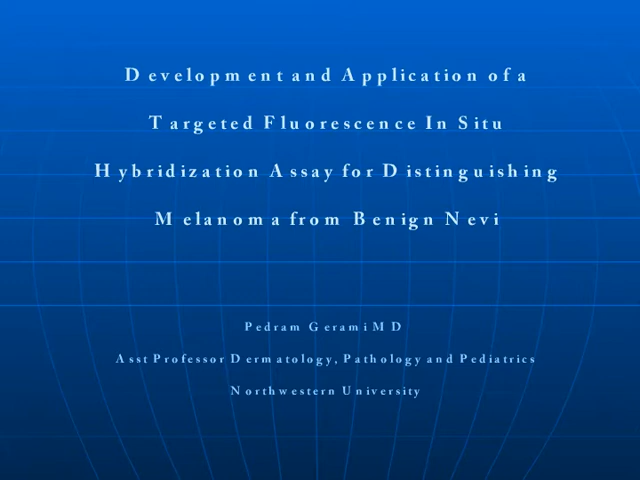 Development and Application of a
Targeted Fluorescence In Situ
Hybridization Assay for Distinguishing
Melanoma from Benign Nevi
Pedram Gerami MD
Asst Professor Dermatology, Pathology and Pediatrics
Northwestern University